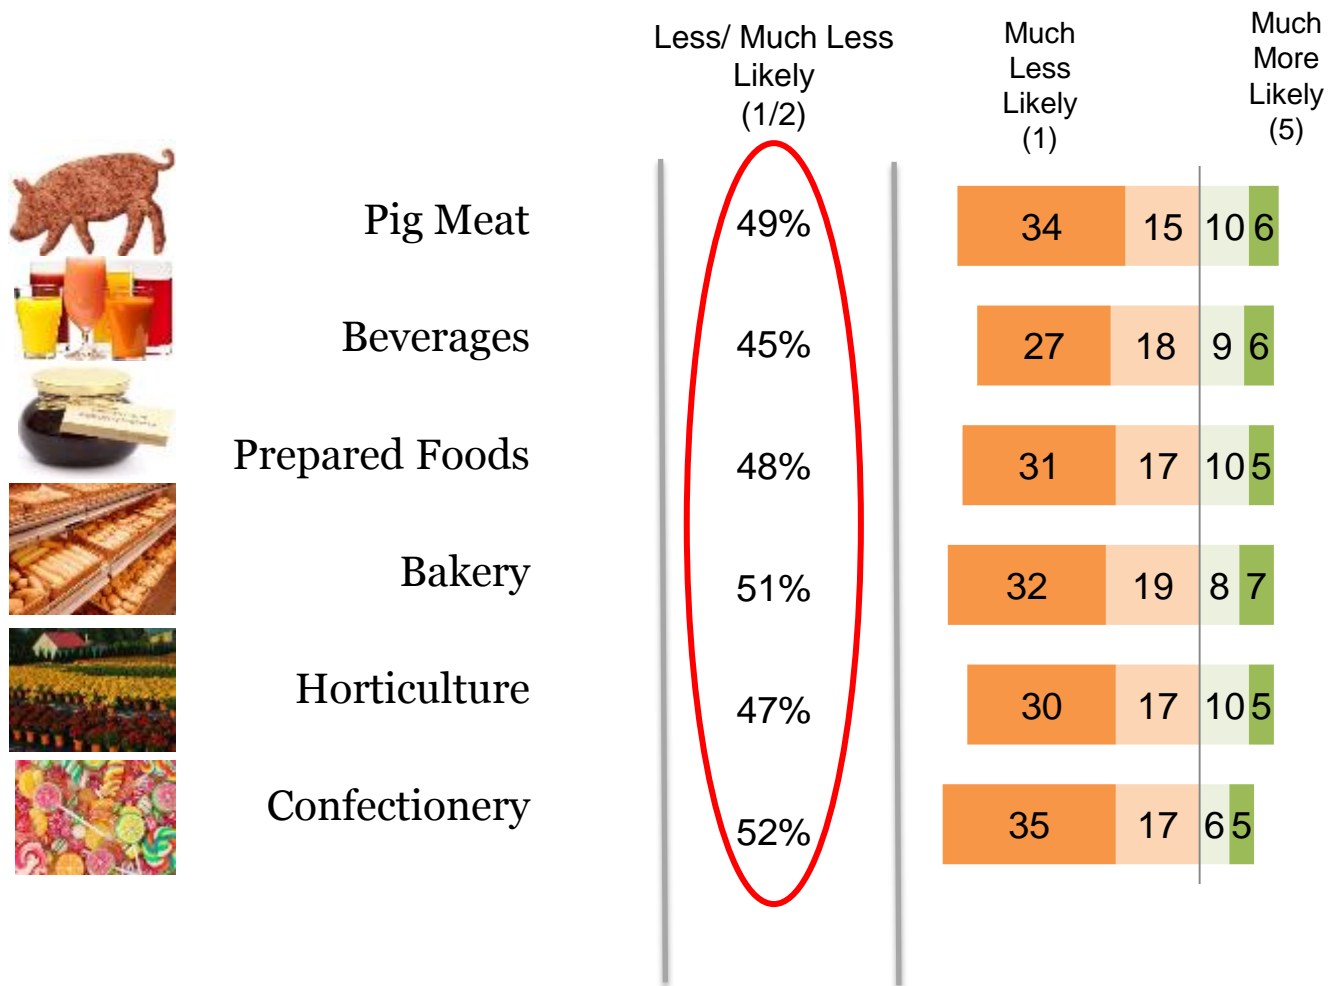 Less/ Much Less
Likely
(1/2)
Much
Less
Likely
(1)
Much
More
Likely
(5)
Pig Meat
49%
34 15 10 6
Beverages
45%
27 18 9 6
Prepared Foods
48%
31 17 10 5
Bakery
51%
32 19 8 7
Horticulture
47%
30 17 10 5
Confectionery
52%
35 17 6 5